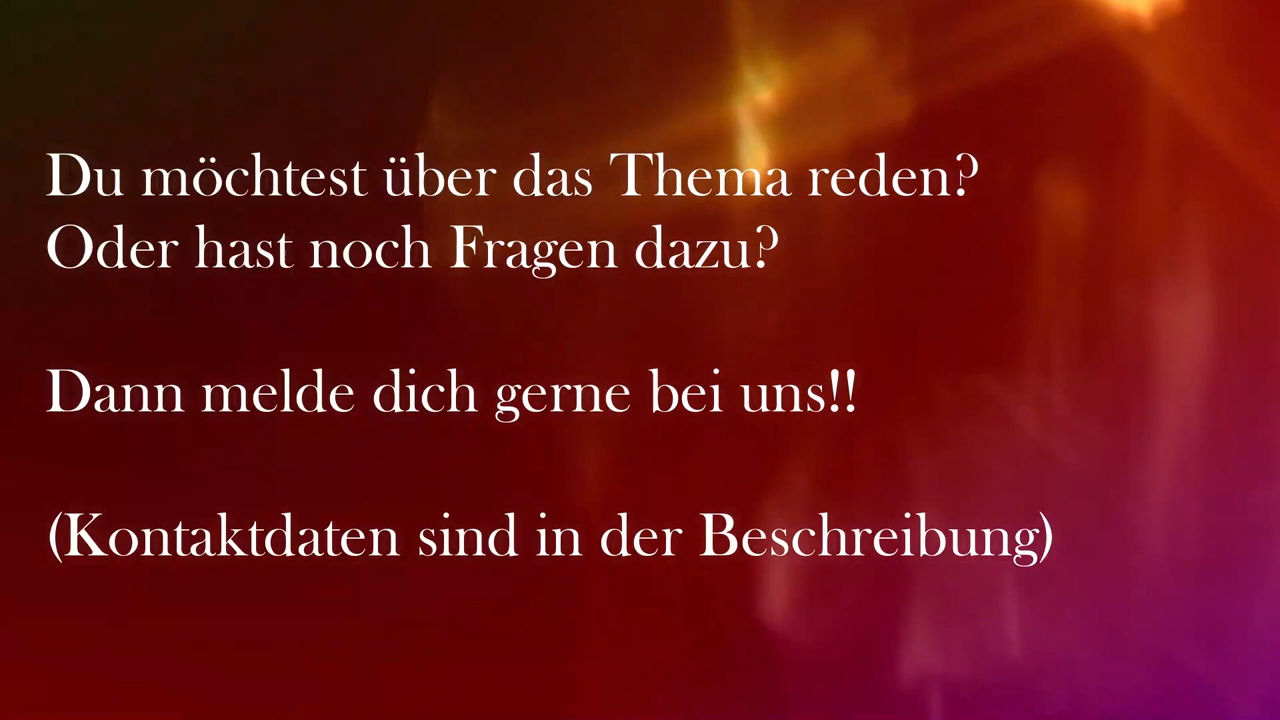 Du möchtest über das Thema reden?
Oder hast noch Fragen dazu?
Dann melde dich gerne bei uns!!
(Kontaktdaten sind in der Beschreibung)